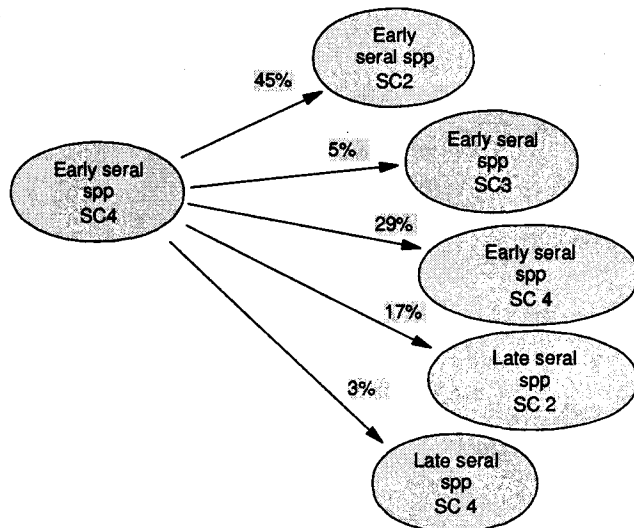 Early
seral spp
SC2
45%
Early seral
spp
SC4
5%
Early seral
spp
SC3
29%
Early seral
spp
SC 4
17%
Late seral
spp
SC 2
3%
Late seral
spp
SC 4